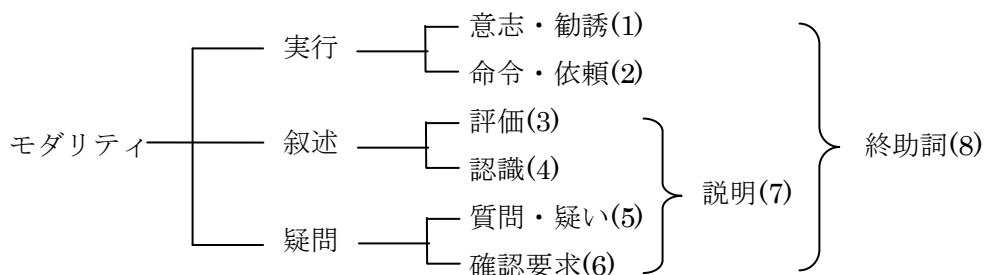 意志・勧誘(1)
実行
命令・依頼(2)
評価(3)
モダリティ 叙述 終助詞(8)
認識(4)
説明(7)
質問・疑い(5)
疑問
確認要求(6)